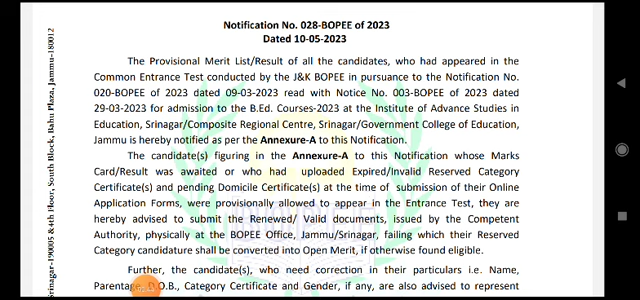 Notification No. 028-BOPEE of 2023
Dated 10-05-2023
The Provisional Merit List/Result of all the candidates, who had appeared in the
Common Entrance Test conducted by the J&K BOPEE in pursuance to the Notification No.
020-BOPEE of 2023 dated 09-03-2023 read with Notice No. 003-BOPEE of 2023 dated
29-03-2023 for admission to the B.Ed. Courses-2023 at the Institute of Advance Studies in
Education, Srinagar/Composite Regional Centre, Srinagar/Government College of Education,
Jammu is hereby notified as per the Annexure-A to this Notification.
The candidate(s) figuring in the Annexure-A to this Notification whose Marks
Card/Result was awaited or who had uploaded Expired/Invalid Reserved Category
Certificate(s) and pending Domicile Certificate(s) at the time of submission of their Online
Application Forms, were provisionally allowed to appear in the Entrance Test, they are
hereby advised to submit the Renewed/ Valid documents, issued by the Competent
Authority, physically at the BOPEE Office, Jammu/Srinagar, failing which their Reserved
Category candidature shall be converted into Open Merit, if otherwise found eligible.
Further, the candidate(s), who need correction in their particulars i.e. Name,
Parentage, D.O.B., Category Certificate and Gender, if any, are also advised to represent
Srinagar-190005 & 4th Floor, South Block, Bahu Plaza, Jammu-180012
BOPEE